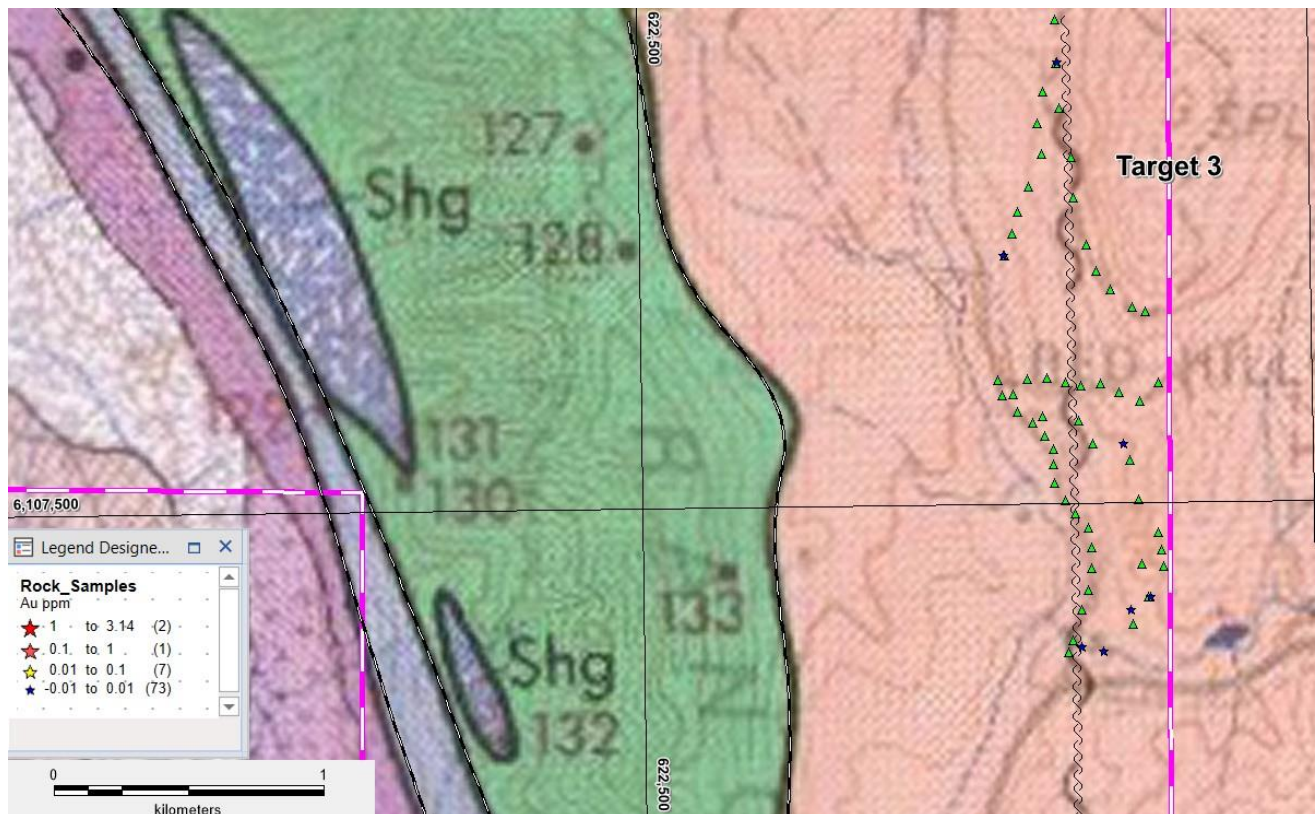 622,500
127
Shg
128
Target 3
131
130
6,107,500
133
Shg
132
622,500
Legend Designe...
Rock_Samples
Au ppm
1 to 3.14 (2)
0.1 to 1 (1)
0.01 to 0.1 (7)
-0.01 to 0.01 (73)
0 1
kilometers